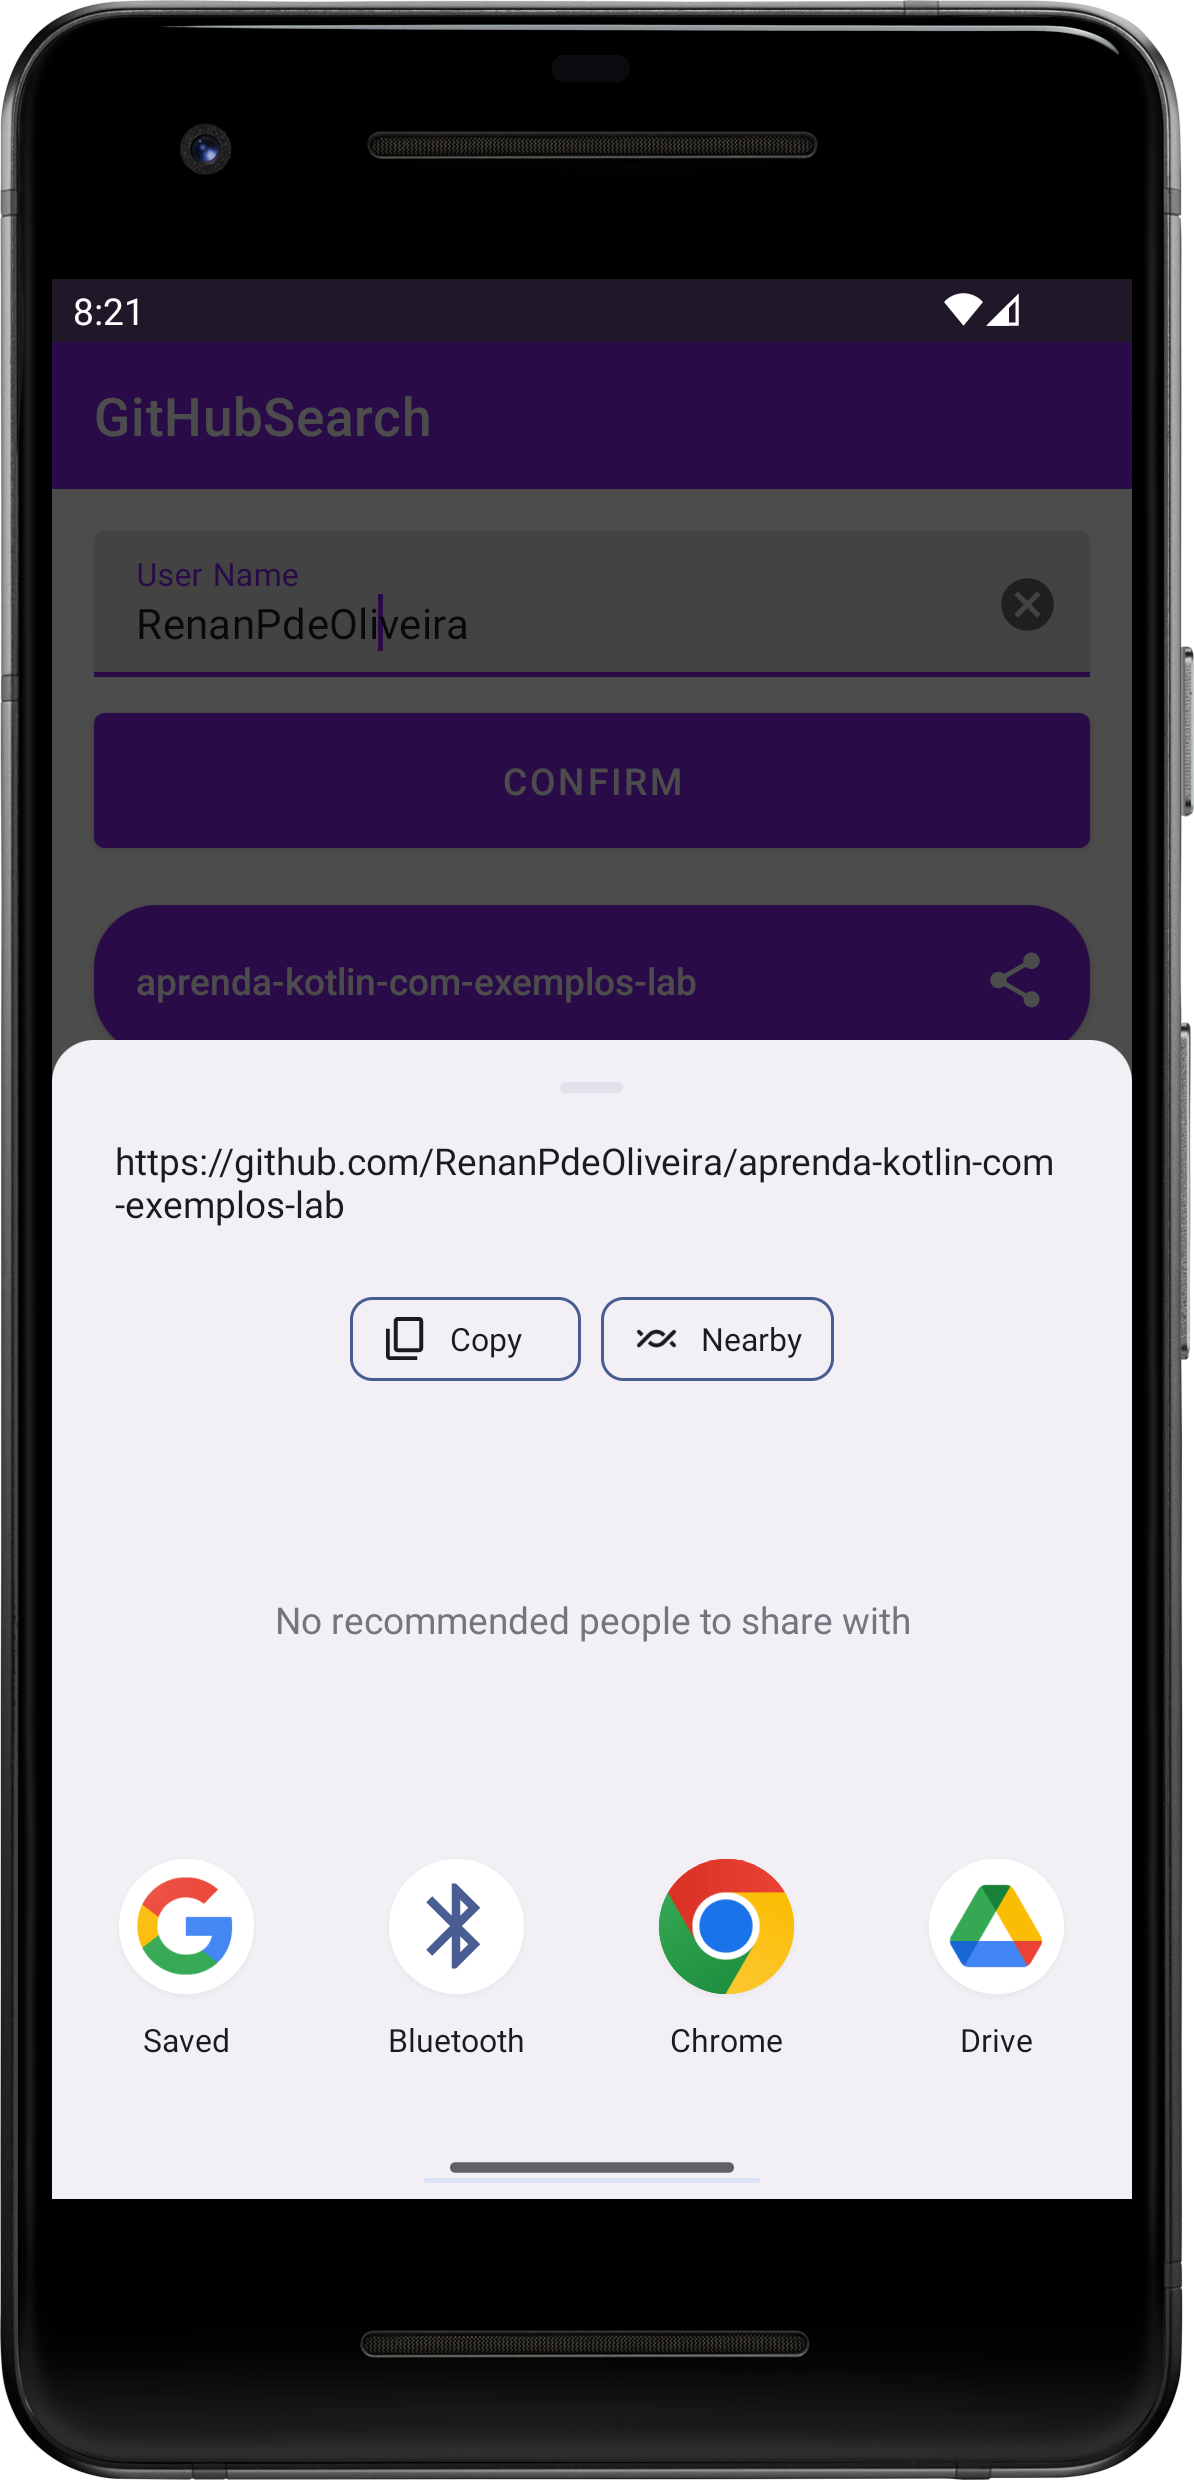 8:21
GitHubSearch
User Name
RenanPdeOliveira
CONFIRM
aprenda-kotlin-com-exemplos-lab
https://github.com/RenanPdeOliveira/aprenda-kotlin-com
-exemplos-lab
Copy
Nearby
No recommended people to share with
Saved
Bluetooth
Chrome
Drive